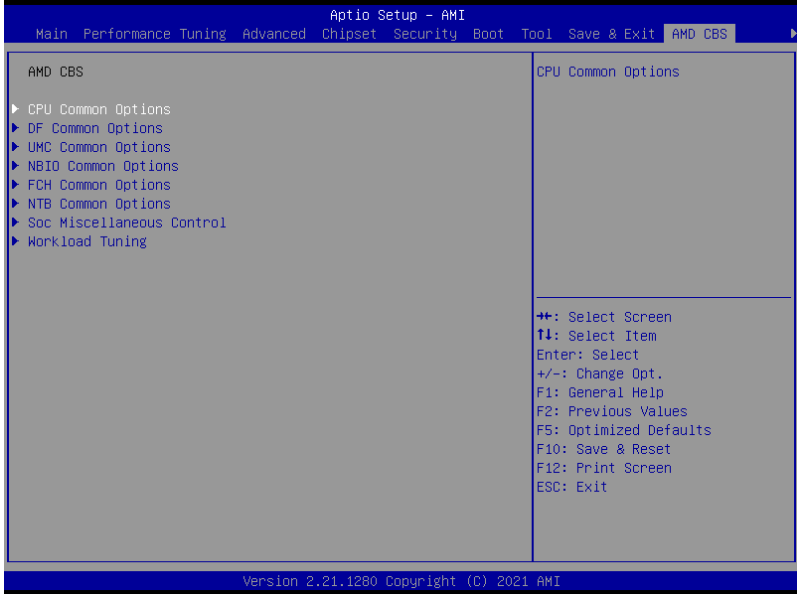 Aptio Setup – AMI
Main Performance Tuning Advanced Chipset Security Boot Tool Save & Exit AMD CBS
AMD CBS
CPU Common Options
DF Common Options
UMC Common Options
NBIO Common Options
FCH Common Options
NTB Common Options
Soc Miscellaneous Control
Workload Tuning
CPU Common Options
→←: Select Screen
↑↓: Select Item
Enter: Select
+/-: Change Opt.
F1: General Help
F2: Previous Values
F5: Optimized Defaults
F10: Save & Reset
F12: Print Screen
ESC: Exit
Version 2.21.1280 Copyright (C) 2021 AMI